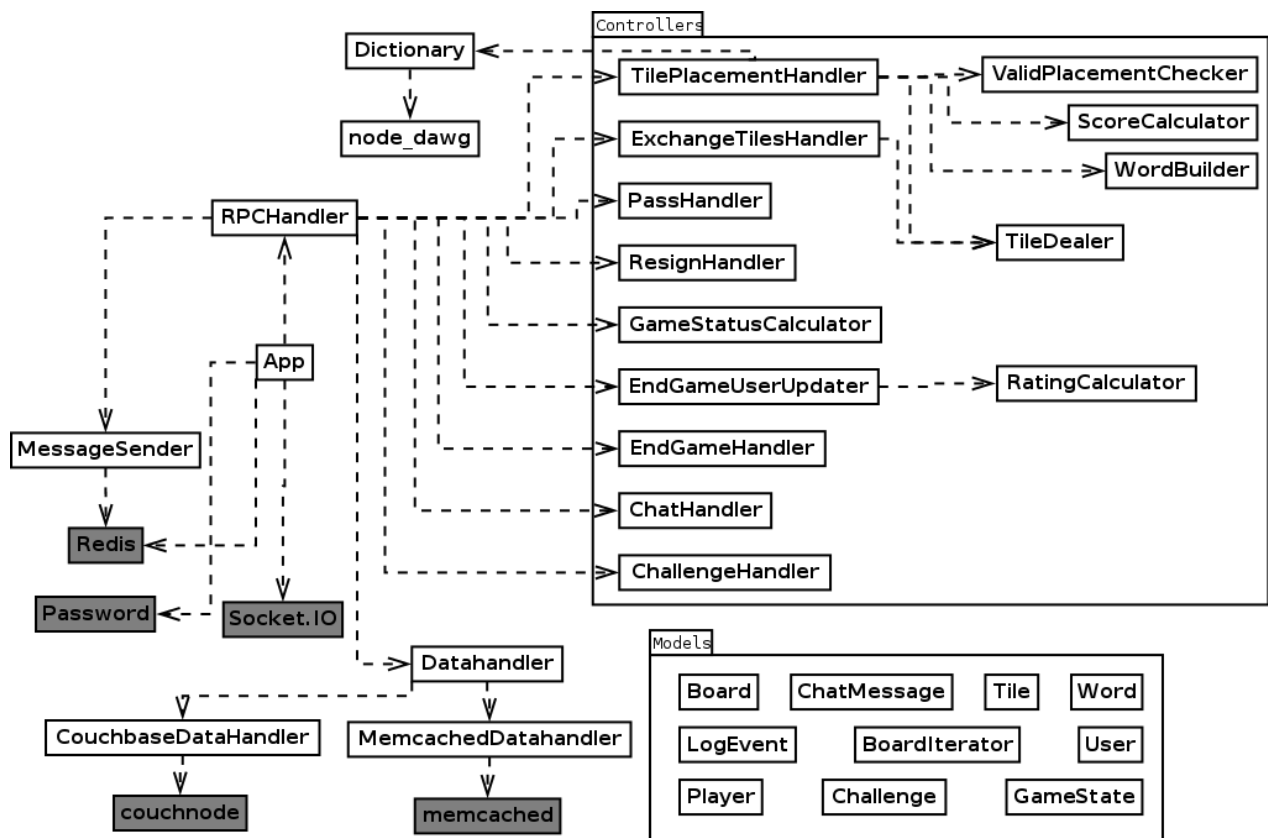 Controllers
Dictionary
TilePlacementHandler
ValidPlacementChecker
node_dawg
ExchangeTilesHandler
ScoreCalculator
WordBuilder
RPCHandler
PassHandler
TileDealer
ResignHandler
GameStatusCalculator
App
EndGameUserUpdater
RatingCalculator
MessageSender
EndGameHandler
ChatHandler
Redis
ChallengeHandler
Password
Socket.IO
Datahandler
Models
Board
ChatMessage
Tile
Word
CouchbaseDataHandler
MemcachedDatahandler
LogEvent
BoardIterator
User
couchnode
memcached
Player
Challenge
GameState